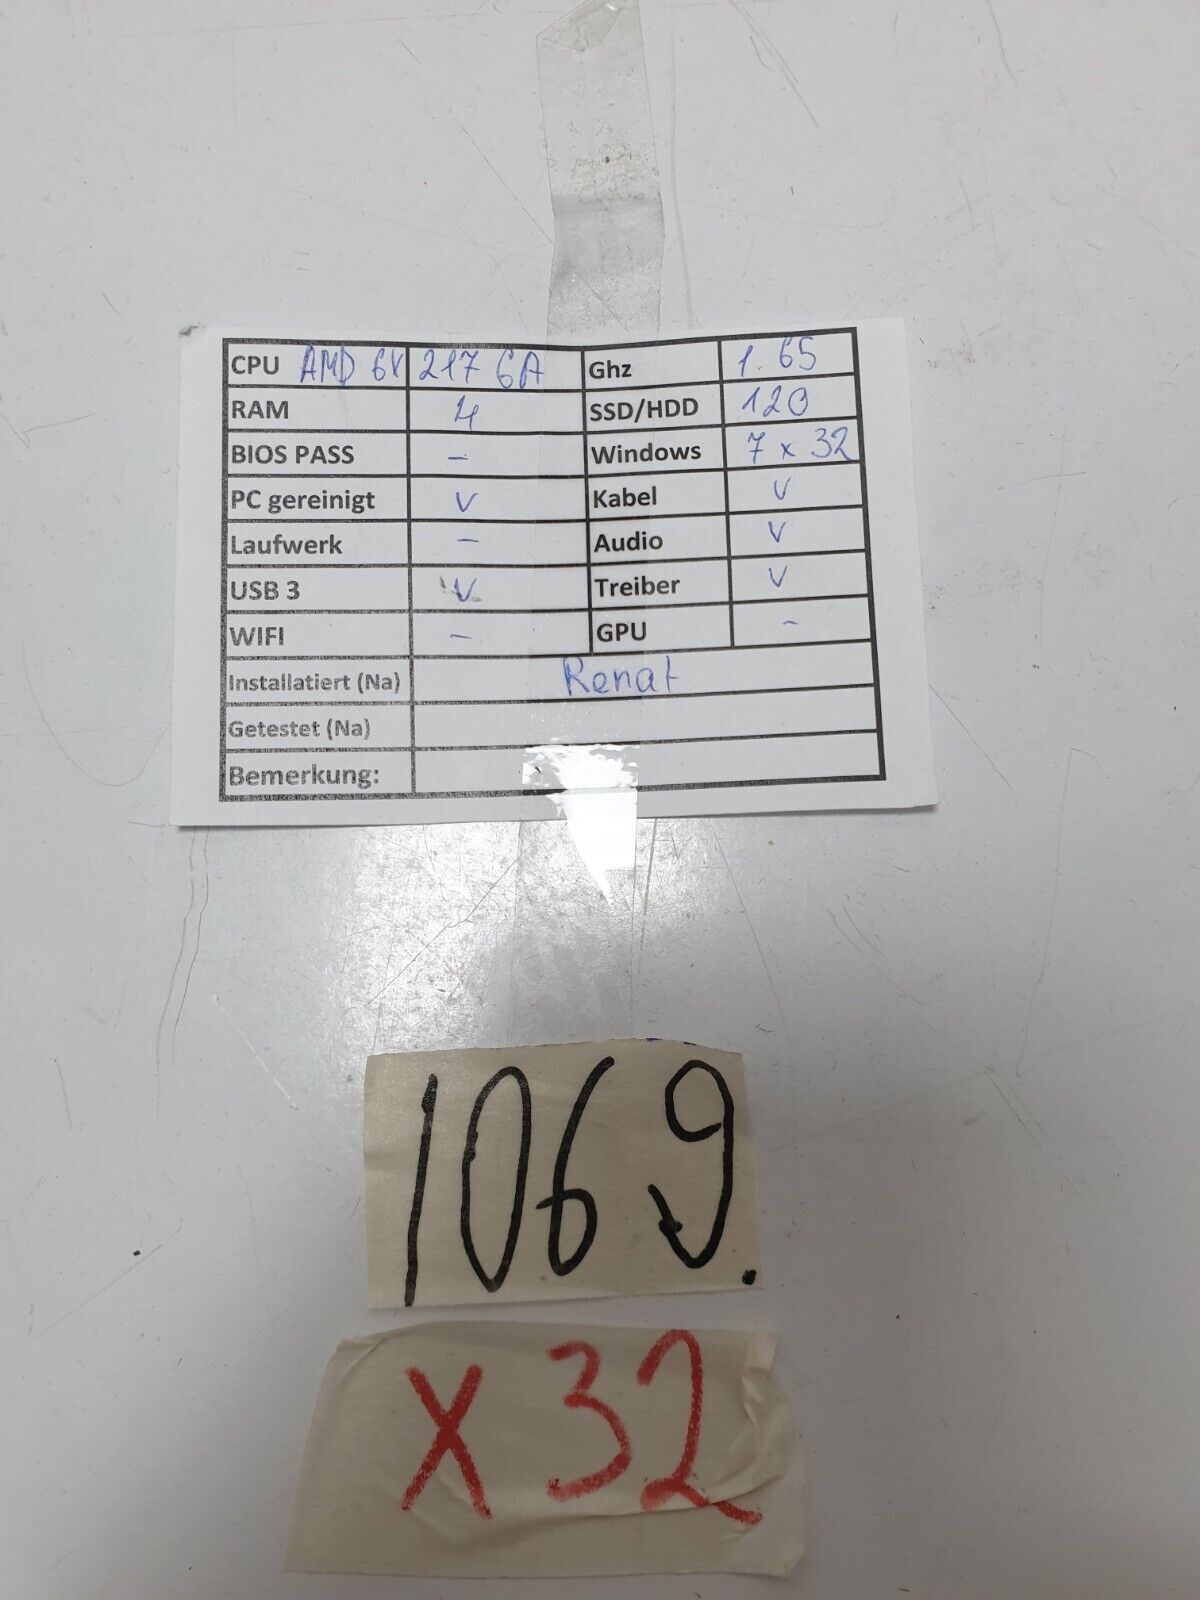 CPU AMD GX 217 GA Ghz 1.65
RAM 4 SSD/HDD 120
BIOS PASS – Windows 7 x 32
PC gereinigt V Kabel V
Laufwerk – Audio V
USB 3 V Treiber V
WIFI – GPU –
Installatiert (Na) Renat
Getestet (Na)
Bemerkung:
1069.
X 32